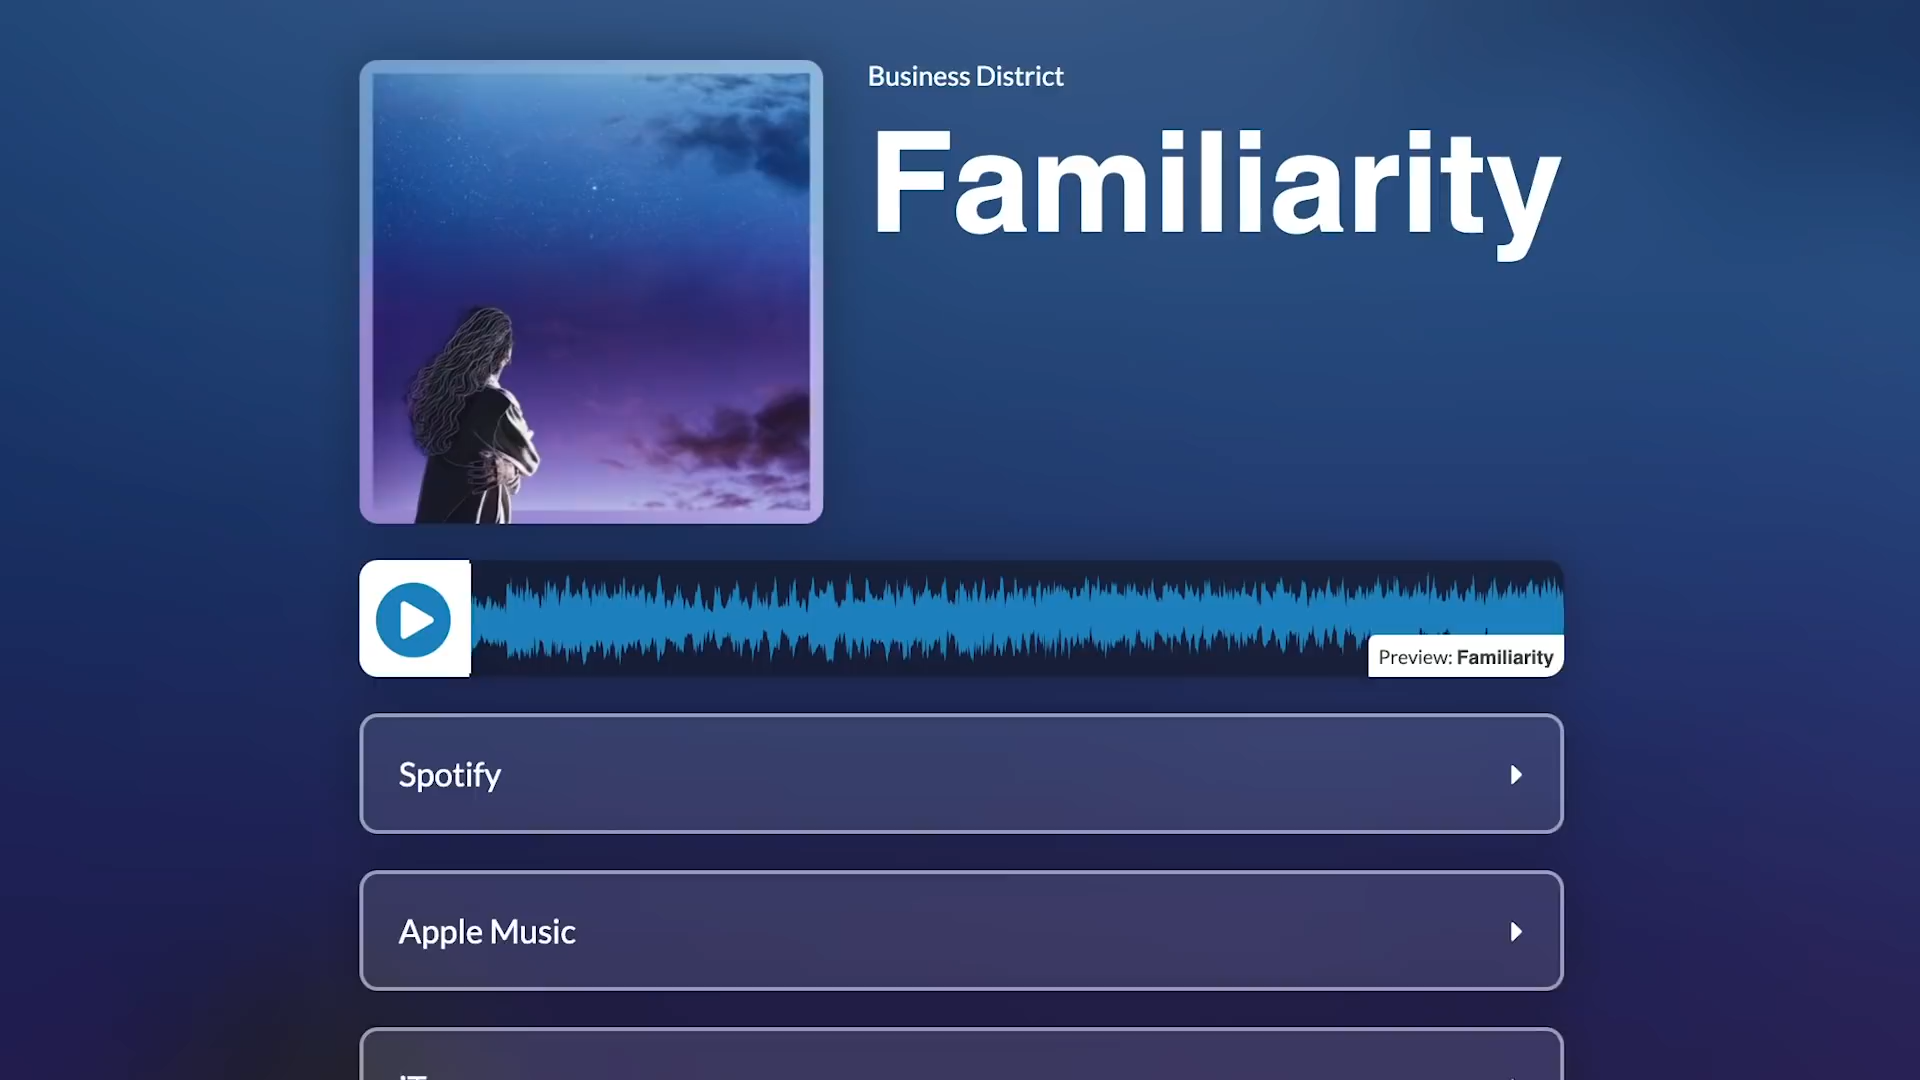 Business District
Familiarity
Preview: Familiarity
Spotify
Apple Music